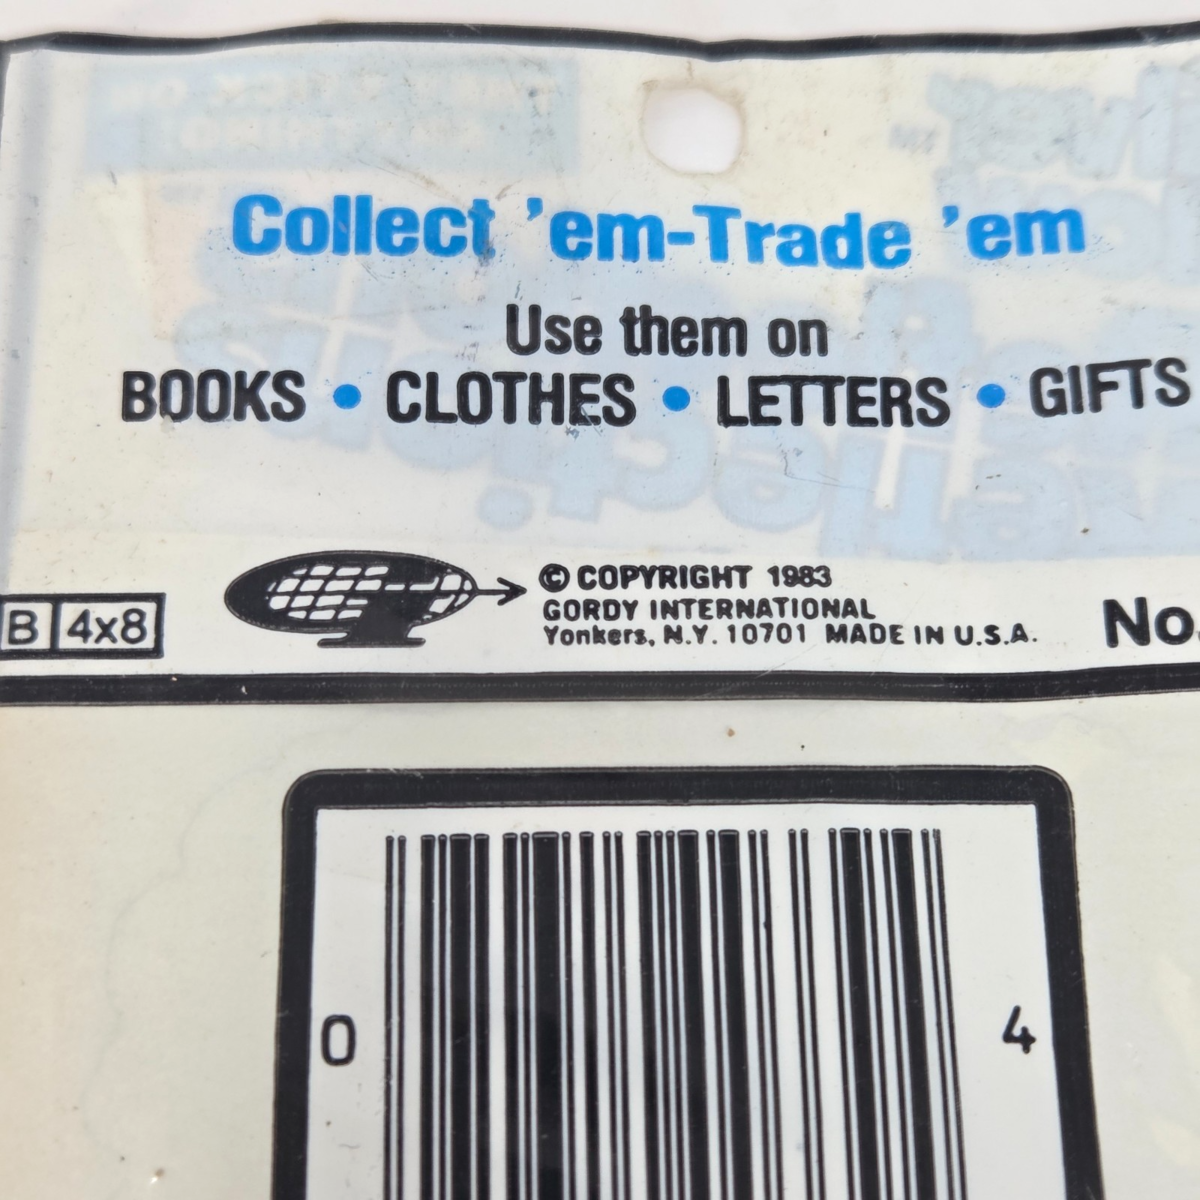 Collect 'em-Trade 'em
Use them on
BOOKS • CLOTHES • LETTERS • GIFTS
B 4x8
© COPYRIGHT 1983
GORDY INTERNATIONAL
Yonkers, N.Y. 10701 MADE IN U.S.A.
No.
0 4